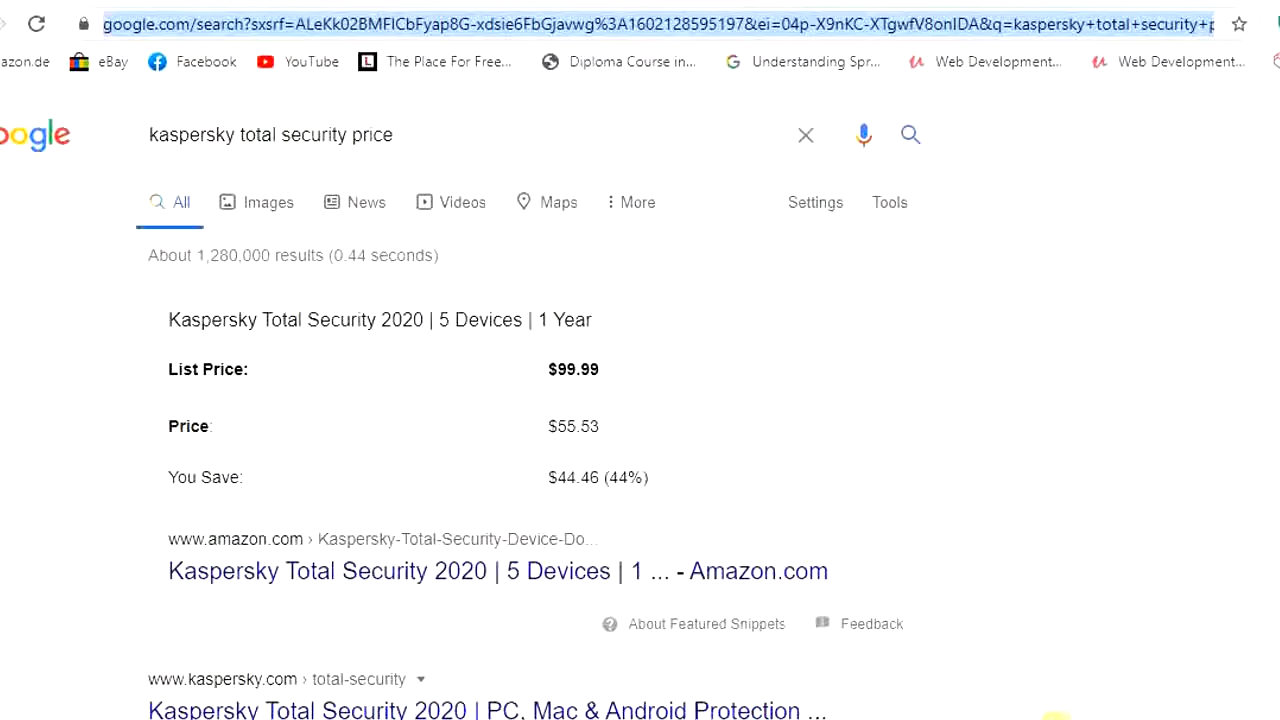 google.com/search?sxsrf=ALeKk02BMFICbFyap8G-xdsie6FbGjavwg%3A1602128595197&ei=04p-X9nKC-XTgwfV8onIDA&q=kaspersky+total+security+p
azon.de eBay Facebook YouTube The Place For Free... Diploma Course in... Understanding Spr... Web Development... Web Development...
oogle kaspersky total security price
All Images News Videos Maps More Settings Tools
About 1,280,000 results (0.44 seconds)
Kaspersky Total Security 2020 | 5 Devices | 1 Year
List Price: $99.99
Price: $55.53
You Save: $44.46 (44%)
www.amazon.com › Kaspersky-Total-Security-Device-Do...
Kaspersky Total Security 2020 | 5 Devices | 1 ... - Amazon.com
About Featured Snippets Feedback
www.kaspersky.com › total-security
Kaspersky Total Security 2020 | PC, Mac & Android Protection ...